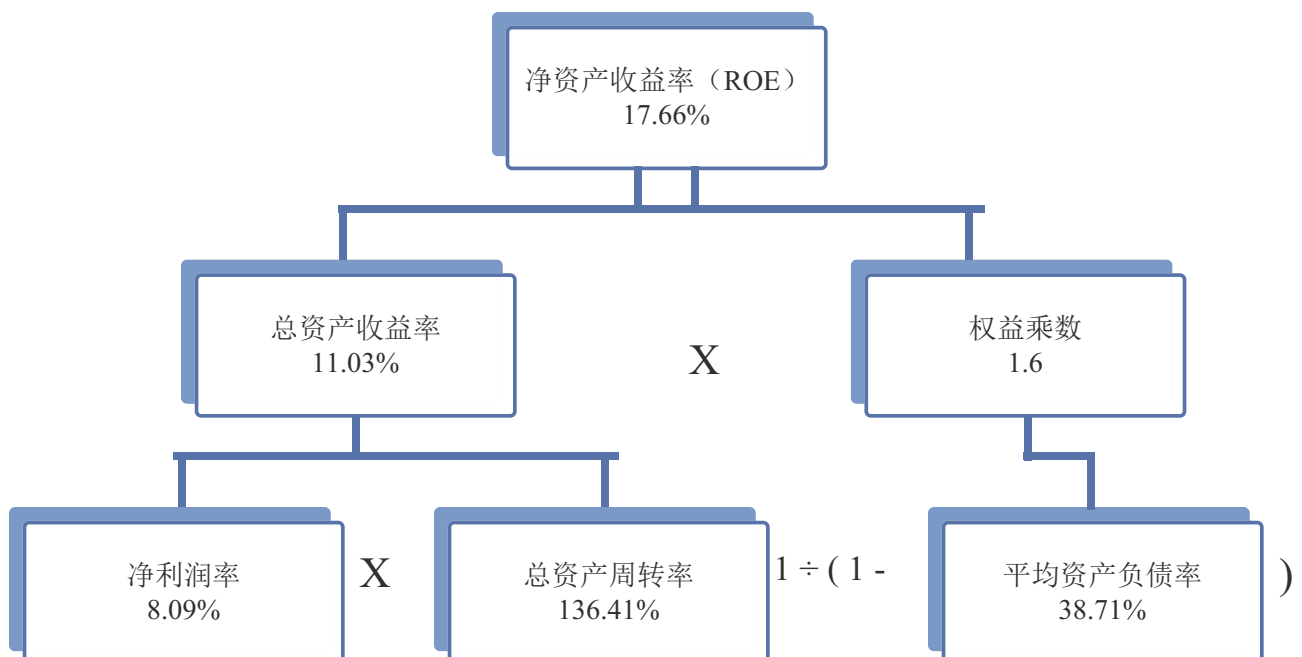 净资产收益率（ROE）
17.66%
总资产收益率
11.03%
X
权益乘数
1.6
净利润率
8.09%
X
总资产周转率
136.41%
1 ÷ ( 1 -
平均资产负债率
38.71%
)